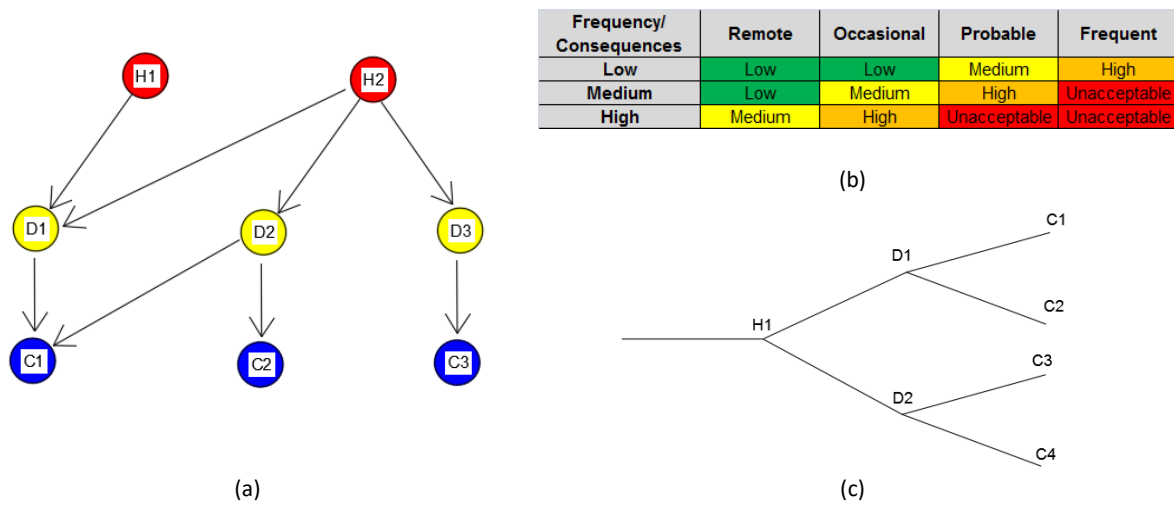 H1
H2
D1
D2
D3
C1
C2
C3
(a)
Frequency/ Consequences Remote Occasional Probable Frequent
Low Low Low Medium High
Medium Low Medium High Unacceptable
High Medium High Unacceptable Unacceptable
(b)
C1
D1
C2
H1
C3
D2
C4
(c)